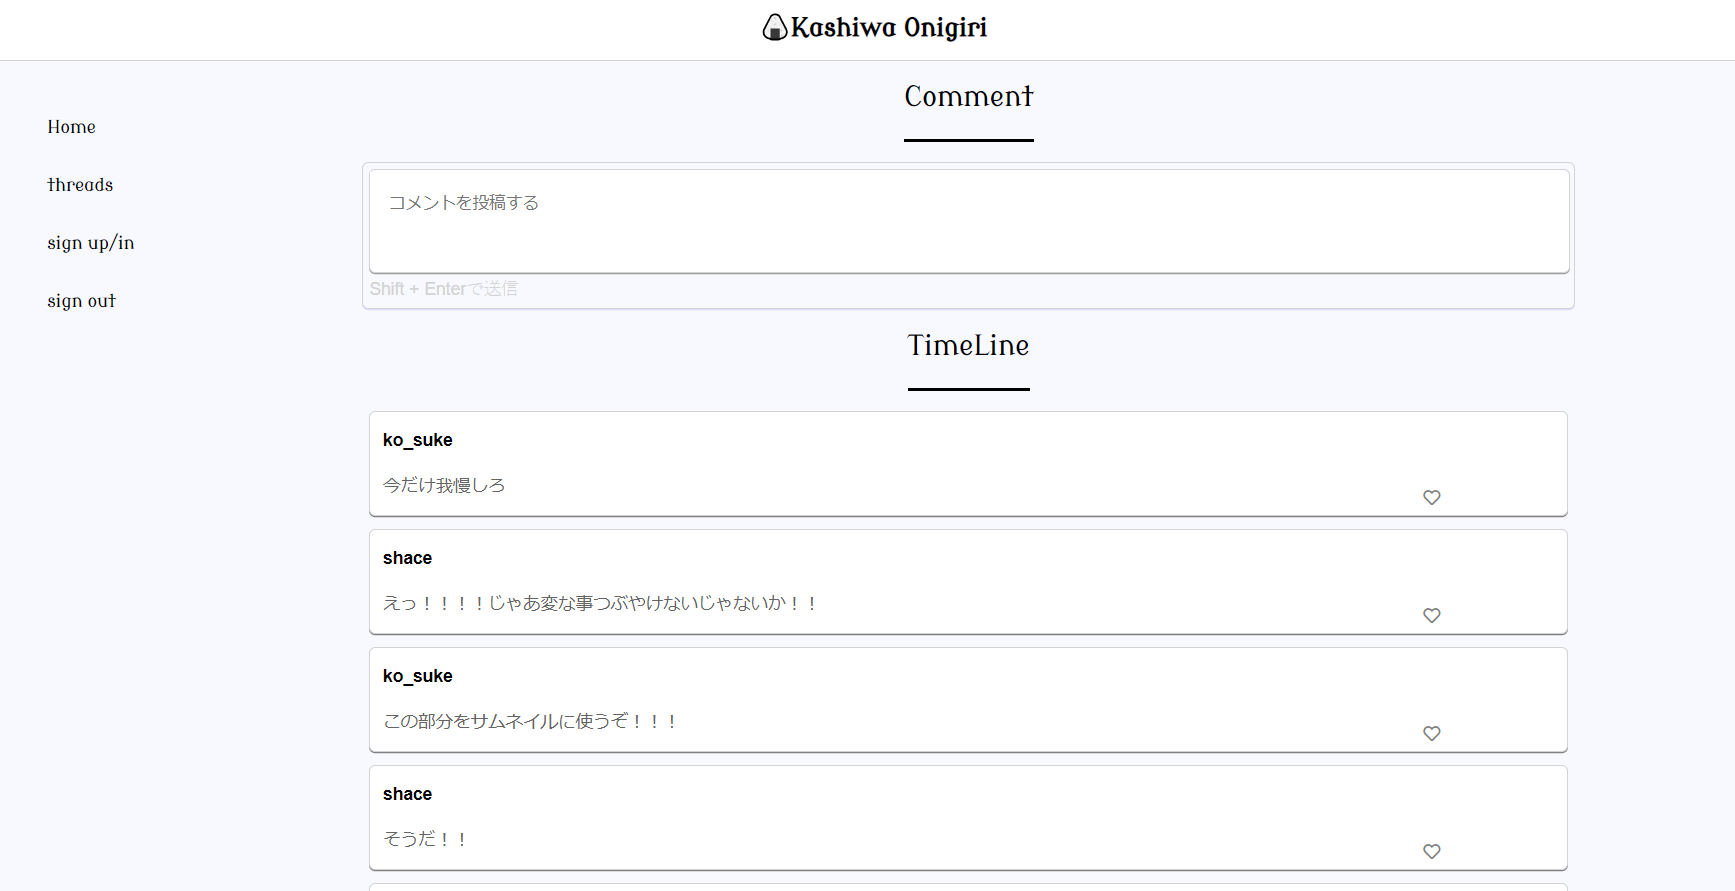 Kashiwa Onigiri
Home
threads
sign up/in
sign out
Comment
コメントを投稿する
Shift + Enterで送信
TimeLine
ko_suke
今だけ我慢しろ
shace
えっ！！！！じゃあ変な事つぶやけないじゃないか！！
ko_suke
この部分をサムネイルに使うぞ！！！
shace
そうだ！！